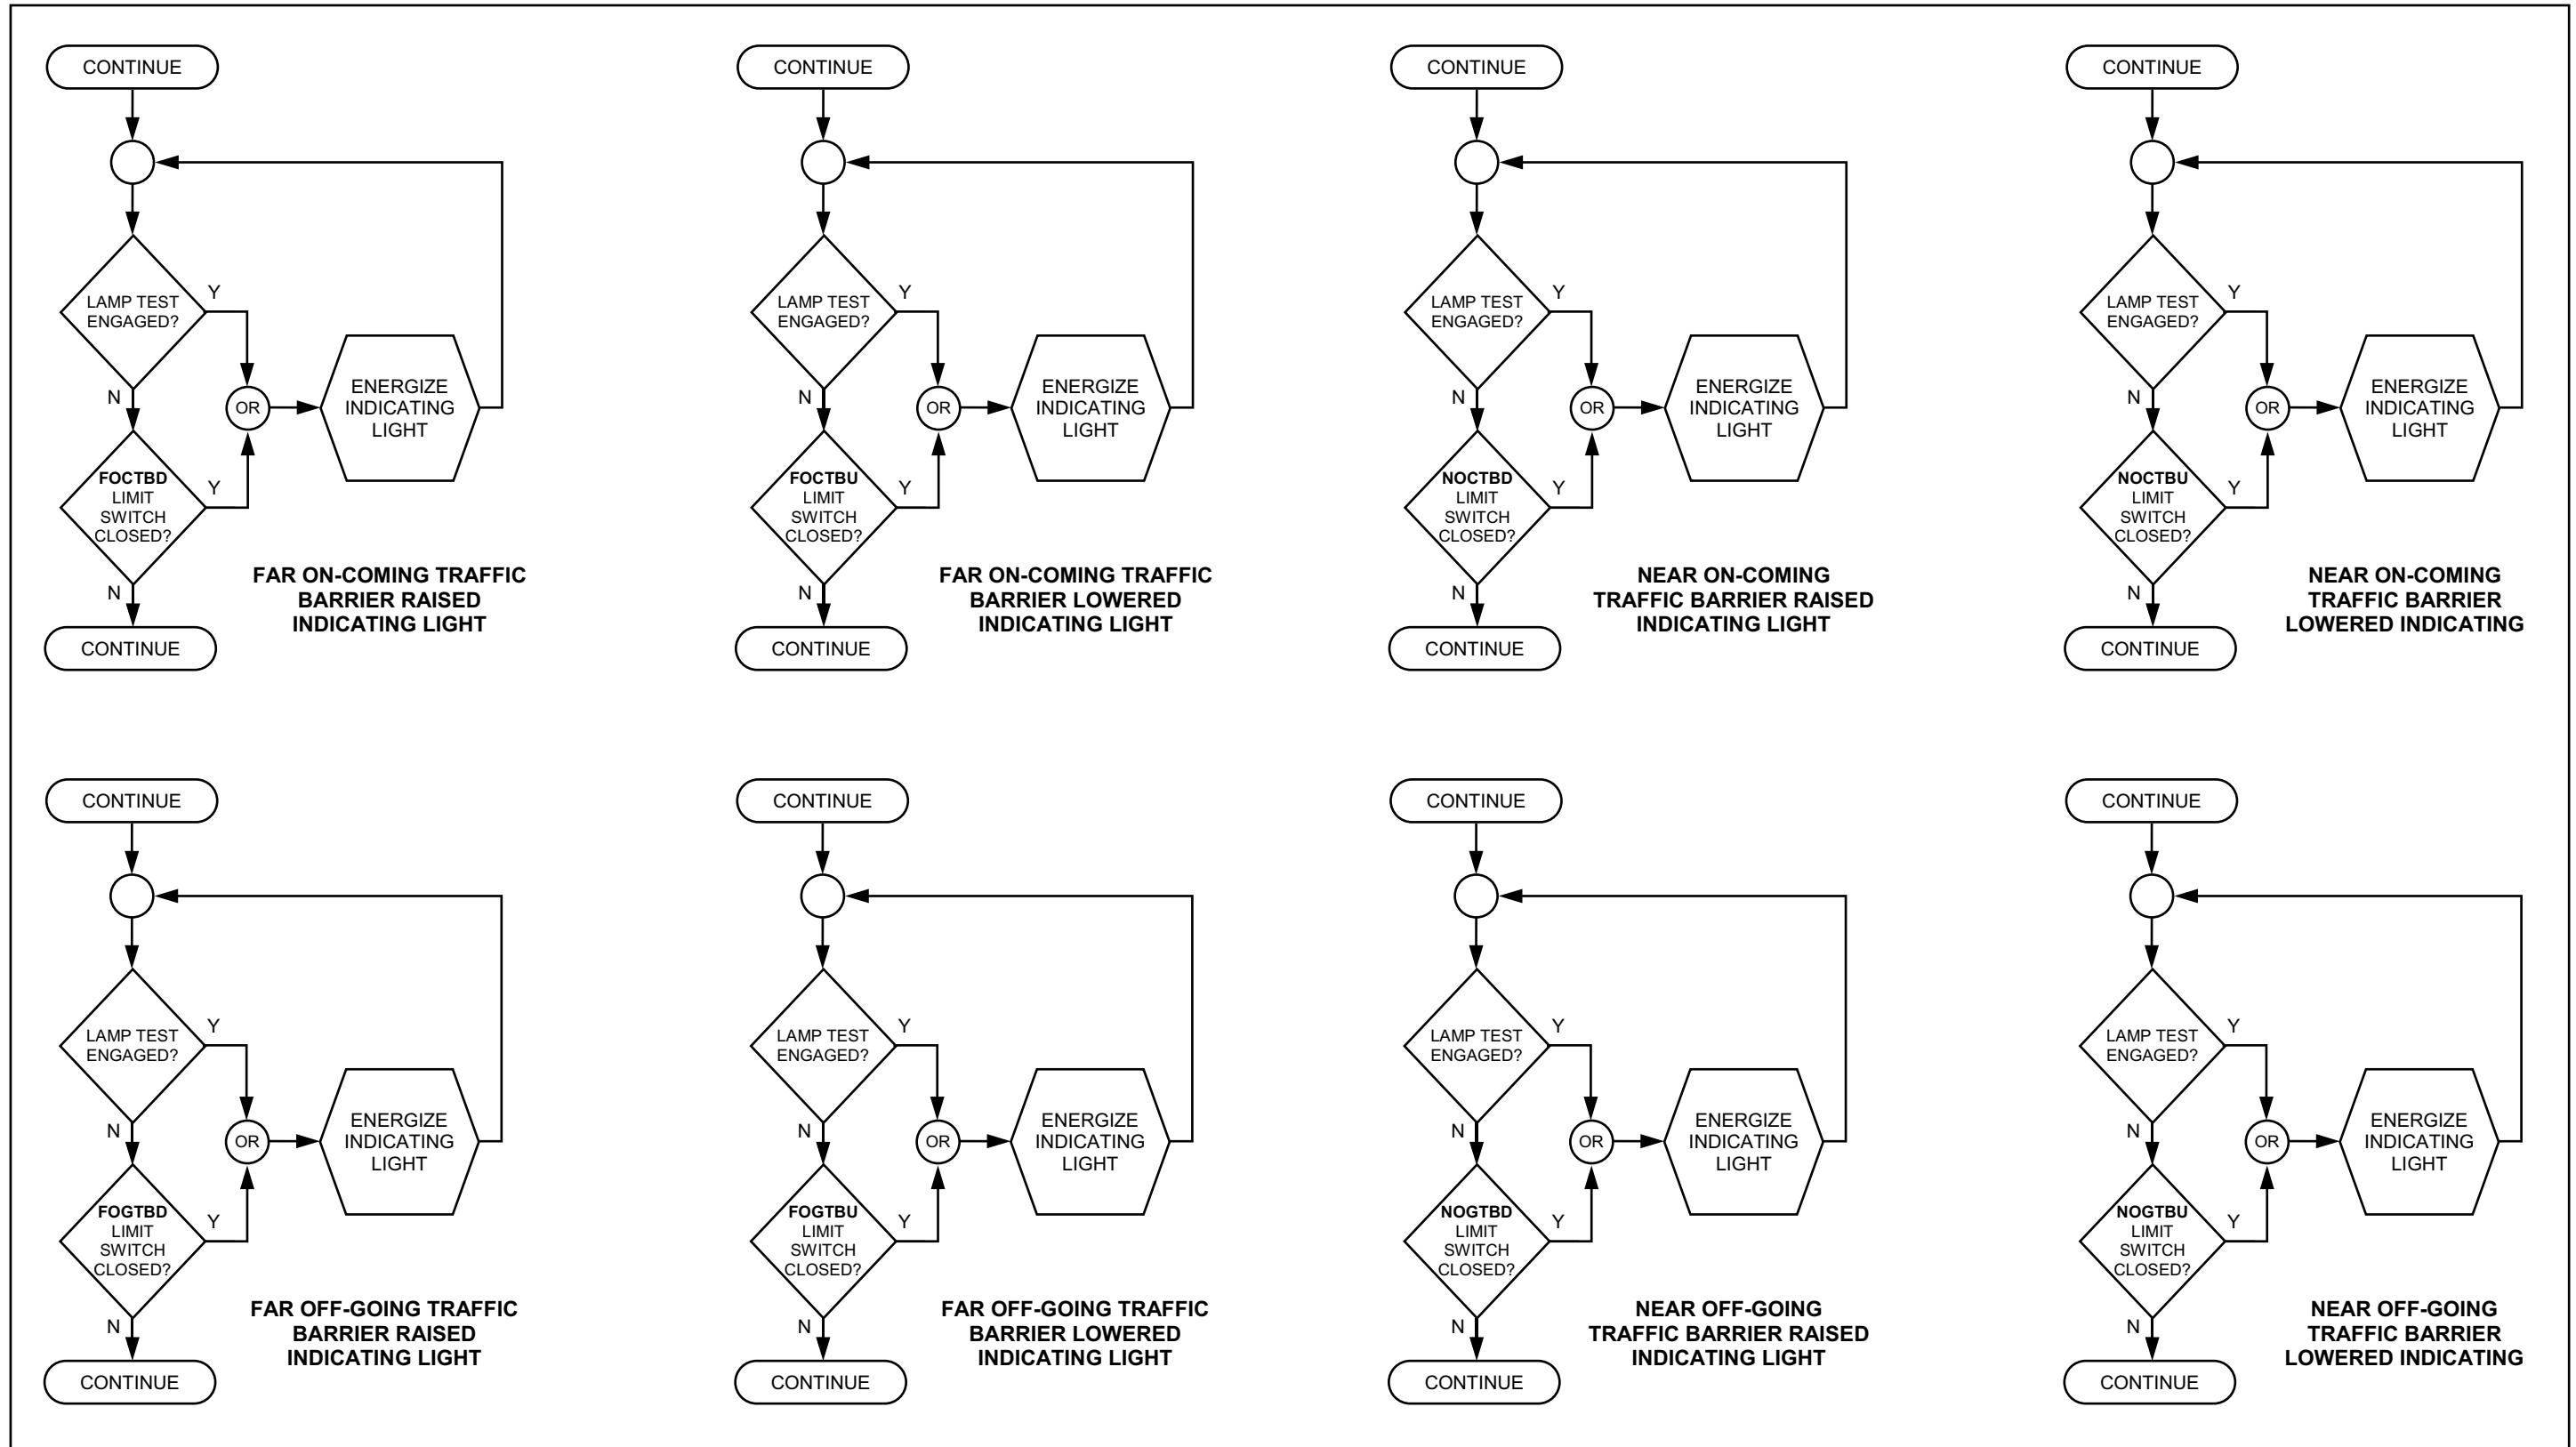 CONTINUE
LAMP TEST
ENGAGED?
Y
N
OR
ENERGIZE
INDICATING
LIGHT
FOCTBD
LIMIT
SWITCH
CLOSED?
Y
N
CONTINUE
FAR ON-COMING TRAFFIC
BARRIER RAISED
INDICATING LIGHT
CONTINUE
LAMP TEST
ENGAGED?
Y
N
OR
ENERGIZE
INDICATING
LIGHT
FOCTBU
LIMIT
SWITCH
CLOSED?
Y
N
CONTINUE
FAR ON-COMING TRAFFIC
BARRIER LOWERED
INDICATING LIGHT
CONTINUE
LAMP TEST
ENGAGED?
Y
N
OR
ENERGIZE
INDICATING
LIGHT
NOCTBD
LIMIT
SWITCH
CLOSED?
Y
N
CONTINUE
NEAR ON-COMING
TRAFFIC BARRIER RAISED
INDICATING LIGHT
CONTINUE
LAMP TEST
ENGAGED?
Y
N
OR
ENERGIZE
INDICATING
LIGHT
NOCTBU
LIMIT
SWITCH
CLOSED?
Y
N
CONTINUE
NEAR ON-COMING
TRAFFIC BARRIER
LOWERED INDICATING
CONTINUE
LAMP TEST
ENGAGED?
Y
N
OR
ENERGIZE
INDICATING
LIGHT
FOGTBD
LIMIT
SWITCH
CLOSED?
Y
N
CONTINUE
FAR OFF-GOING TRAFFIC
BARRIER RAISED
INDICATING LIGHT
CONTINUE
LAMP TEST
ENGAGED?
Y
N
OR
ENERGIZE
INDICATING
LIGHT
FOGTBU
LIMIT
SWITCH
CLOSED?
Y
N
CONTINUE
FAR OFF-GOING TRAFFIC
BARRIER LOWERED
INDICATING LIGHT
CONTINUE
LAMP TEST
ENGAGED?
Y
N
OR
ENERGIZE
INDICATING
LIGHT
NOGTBD
LIMIT
SWITCH
CLOSED?
Y
N
CONTINUE
NEAR OFF-GOING
TRAFFIC BARRIER RAISED
INDICATING LIGHT
CONTINUE
LAMP TEST
ENGAGED?
Y
N
OR
ENERGIZE
INDICATING
LIGHT
NOGTBU
LIMIT
SWITCH
CLOSED?
Y
N
CONTINUE
NEAR OFF-GOING
TRAFFIC BARRIER
LOWERED INDICATING